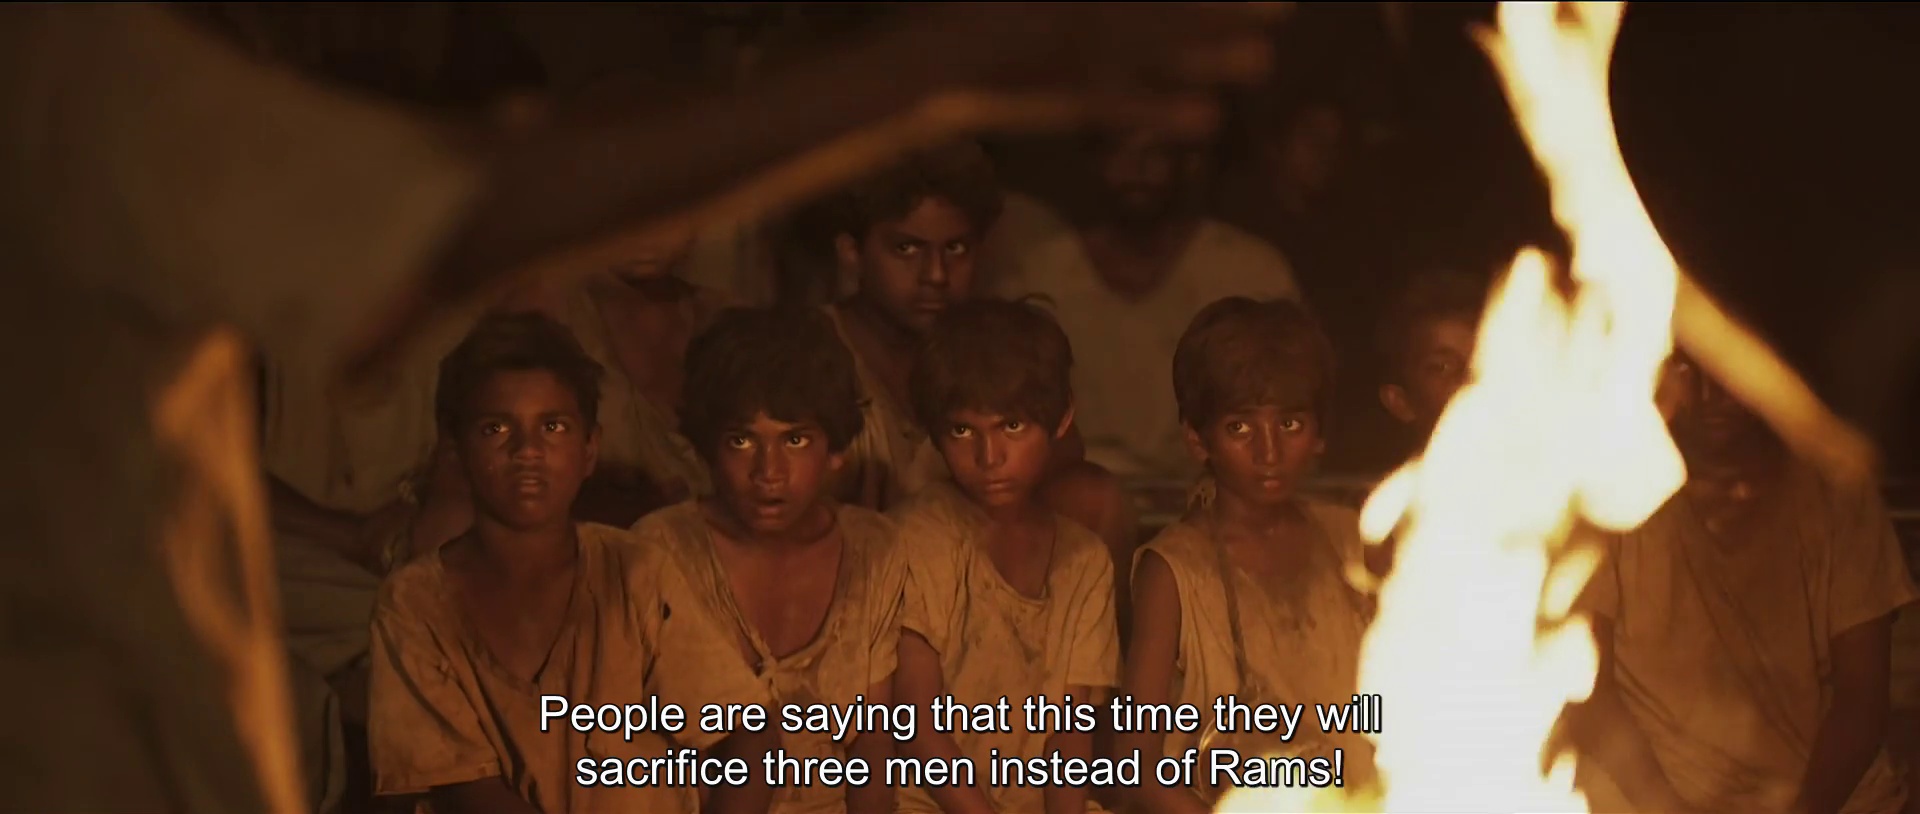 People are saying that this time they will
sacrifice three men instead of Rams!